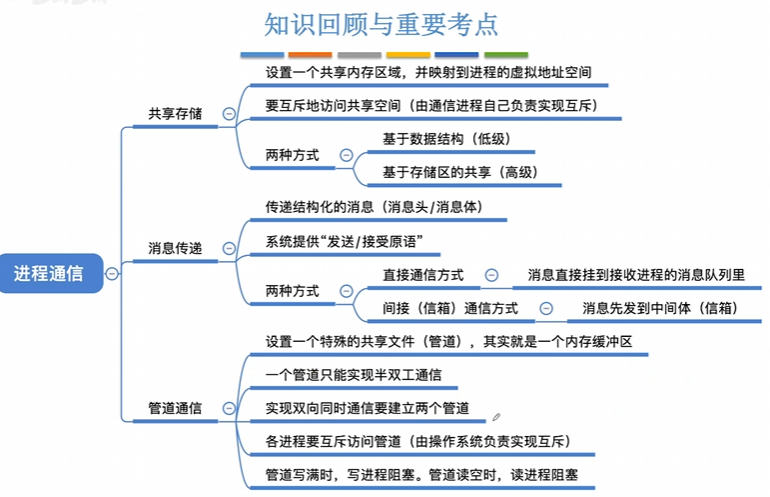 知识回顾与重要考点
设置一个共享内存区域，并映射到进程的虚拟地址空间
共享存储
要互斥地访问共享空间（由通信进程自己负责实现互斥）
两种方式
基于数据结构（低级）
基于存储区的共享（高级）
传递结构化的消息（消息头/消息体）
消息传递
系统提供“发送/接受原语”
进程通信
两种方式
直接通信方式
消息直接挂到接收进程的消息队列里
间接（信箱）通信方式
消息先发到中间体（信箱）
设置一个特殊的共享文件（管道），其实就是一个内存缓冲区
一个管道只能实现半双工通信
管道通信
实现双向同时通信要建立两个管道
各进程要互斥访问管道（由操作系统负责实现互斥）
管道写满时，写进程阻塞。管道读空时，读进程阻塞